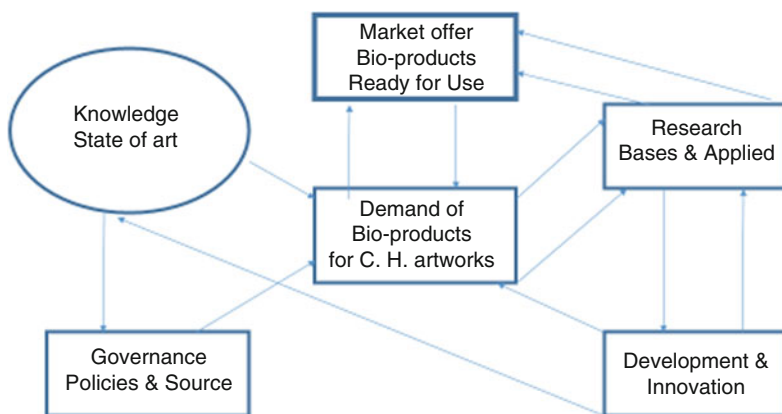 Market offer
Bio-products
Ready for Use
Knowledge
State of art
Research
Bases & Applied
Demand of
Bio-products
for C. H. artworks
Governance
Policies & Source
Development &
Innovation